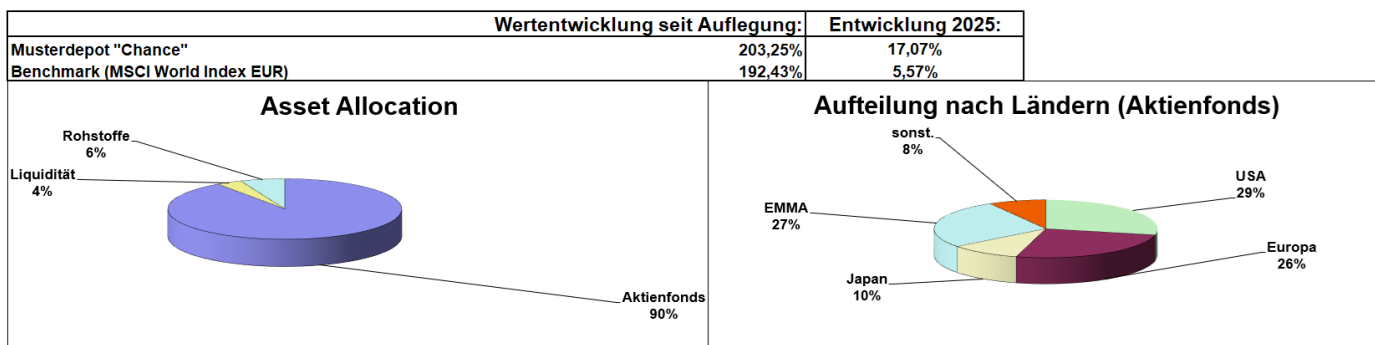 Wertentwicklung seit Auflegung: Entwicklung 2025:
Musterdepot "Chance" 203,25% 17,07%
Benchmark (MSCI World Index EUR) 192,43% 5,57%
Asset Allocation
Rohstoffe
6%
Liquidität
4%
Aktienfonds
90%
Aufteilung nach Ländern (Aktienfonds)
sonst.
8%
USA
29%
EMMA
27%
Europa
26%
Japan
10%